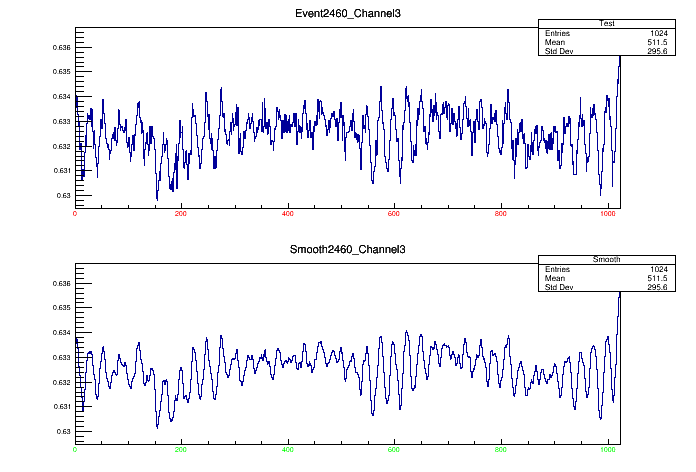 Event2460_Channel3
Test
Entries 1024
Mean 511.5
Std Dev 295.6
0.636
0.635
0.634
0.633
0.632
0.631
0.63
0 200 400 600 800 1000
Smooth2460_Channel3
Smooth
Entries 1024
Mean 511.5
Std Dev 295.6
0.636
0.635
0.634
0.633
0.632
0.631
0.63
0 200 400 600 800 1000